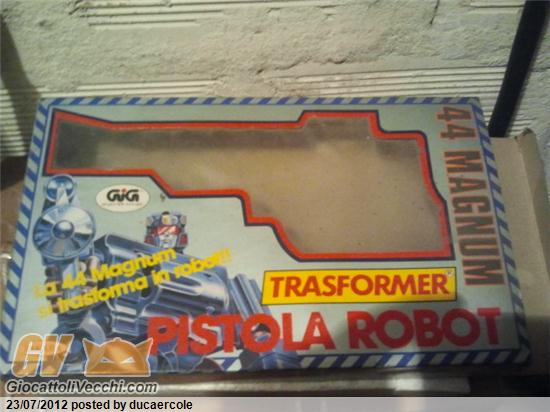 44 MAGNUM
GiG
La 44 Magnum
si trasforma in robot!!
TRASFORMER
PISTOLA ROBOT
GV
GiocattoliVecchi.com
23/07/2012 posted by ducaercole